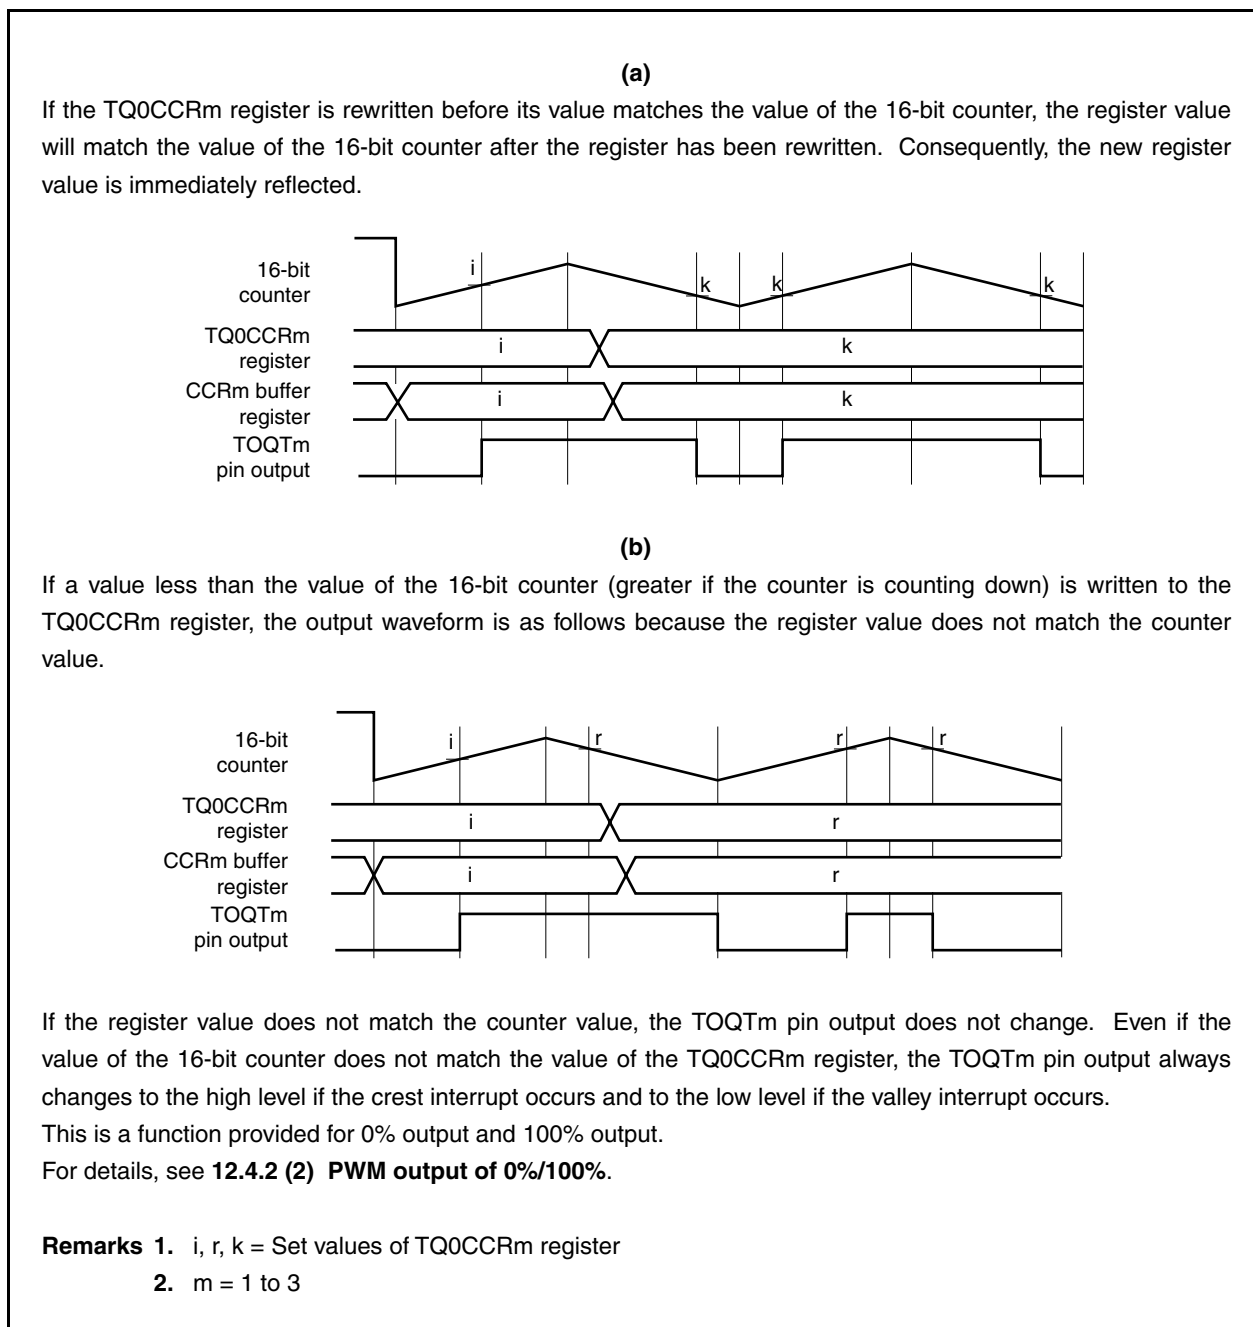 (a)
If the TQ0CCRm register is rewritten before its value matches the value of the 16-bit counter, the register value
will match the value of the 16-bit counter after the register has been rewritten. Consequently, the new register
value is immediately reflected.
16-bit
counter
i
k
k
k
TQ0CCRm
register
i
k
CCRm buffer
register
i
k
TOQTm
pin output
(b)
If a value less than the value of the 16-bit counter (greater if the counter is counting down) is written to the
TQ0CCRm register, the output waveform is as follows because the register value does not match the counter
value.
16-bit
counter
i
r
r
r
TQ0CCRm
register
i
r
CCRm buffer
register
i
r
TOQTm
pin output
If the register value does not match the counter value, the TOQTm pin output does not change. Even if the
value of the 16-bit counter does not match the value of the TQ0CCRm register, the TOQTm pin output always
changes to the high level if the crest interrupt occurs and to the low level if the valley interrupt occurs.
This is a function provided for 0% output and 100% output.
For details, see 12.4.2 (2) PWM output of 0%/100%.
Remarks 1. i, r, k = Set values of TQ0CCRm register
2. m = 1 to 3